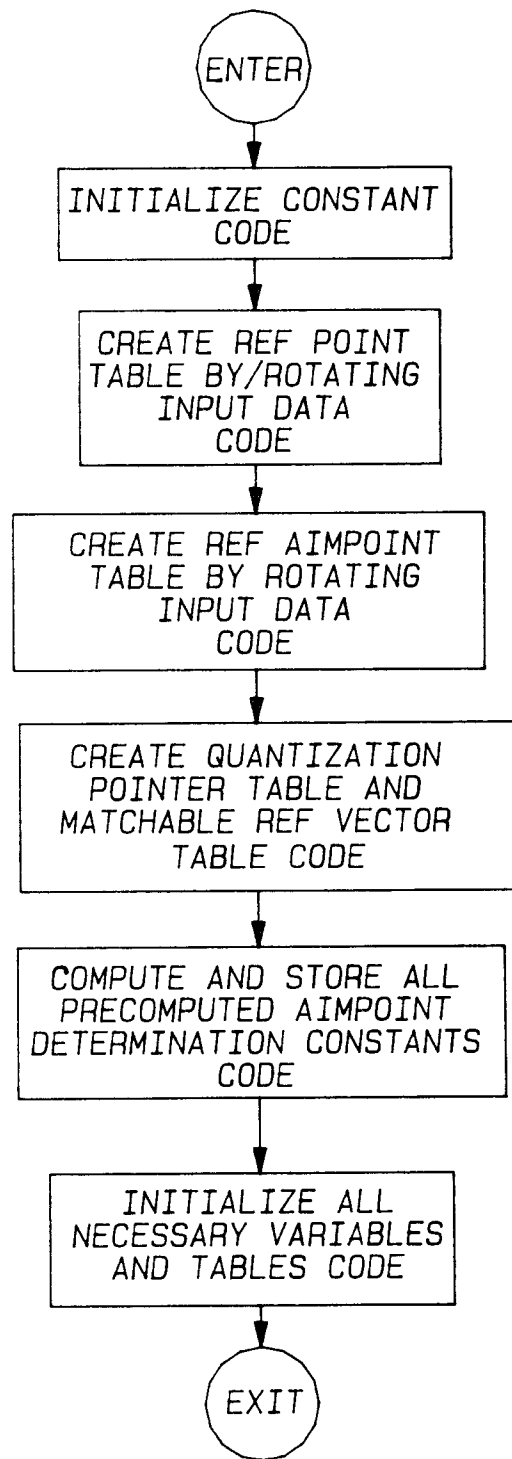 ENTER
INITIALIZE CONSTANT
CODE
CREATE REF POINT
TABLE BY/ROTATING
INPUT DATA
CODE
CREATE REF AIMPOINT
TABLE BY ROTATING
INPUT DATA
CODE
CREATE QUANTIZATION
POINTER TABLE AND
MATCHABLE REF VECTOR
TABLE CODE
COMPUTE AND STORE ALL
PRECOMPUTED AIMPOINT
DETERMINATION CONSTANTS
CODE
INITIALIZE ALL
NECESSARY VARIABLES
AND TABLES CODE
EXIT